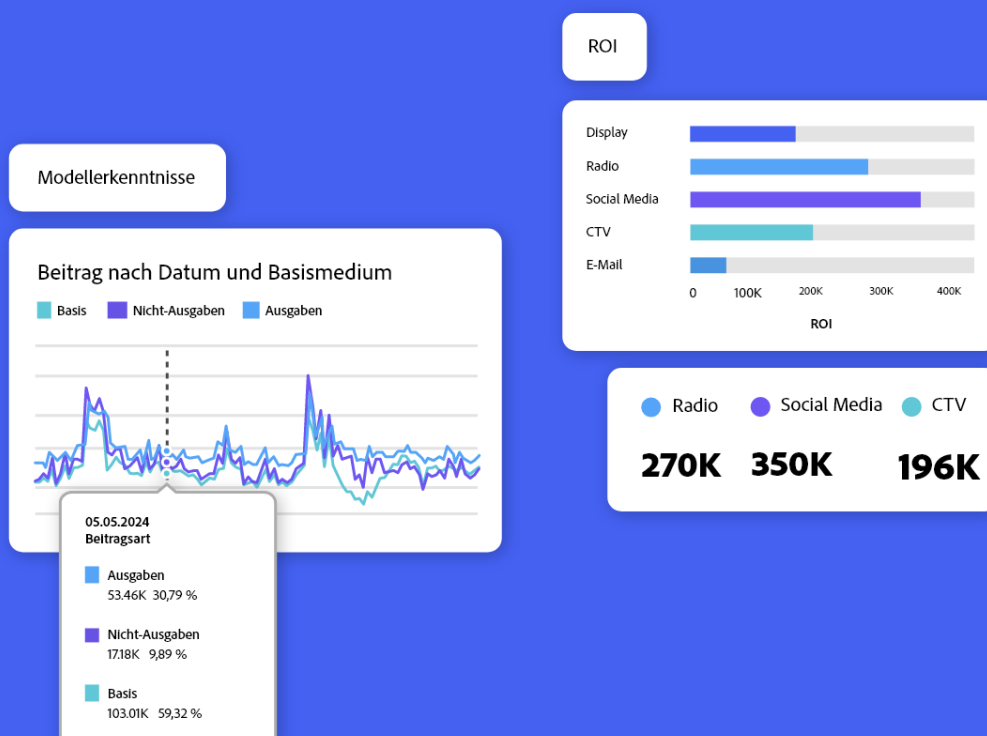 Modellerkenntnisse
Beitrag nach Datum und Basismedium
Basis Nicht-Ausgaben Ausgaben
05.05.2024
Beitragsart
Ausgaben
53.46K 30,79 %
Nicht-Ausgaben
17.18K 9,89 %
Basis
103.01K 59,32 %
ROI
Display
Radio
Social Media
CTV
E-Mail
0 100K 200K 300K 400K
ROI
Radio Social Media CTV
270K 350K 196K